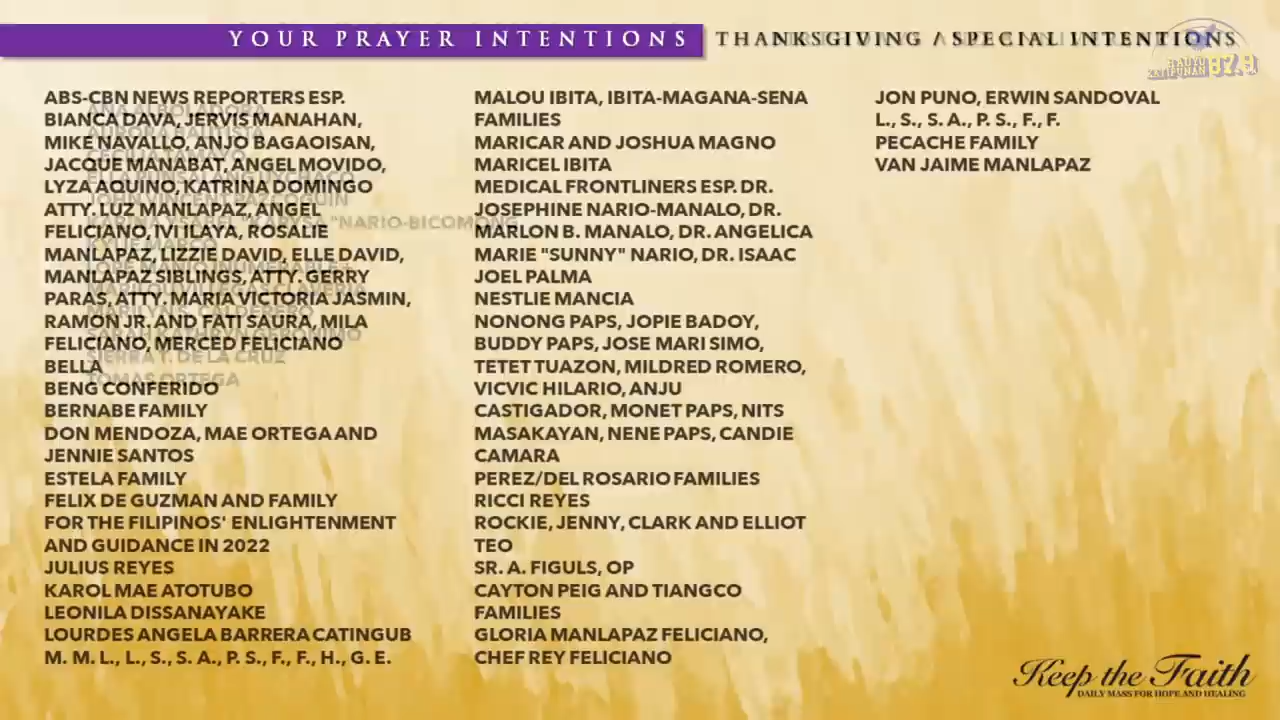 YOUR PRAYER INTENTIONS
THANKSGIVING / SPECIAL INTENTIONS
RADYO
KATIPUNAN 87.9
ABS-CBN NEWS REPORTERS ESP.
BIANCA DAVA, JERVIS MANAHAN,
MIKE NAVALLO, ANJO BAGAOISAN,
JACQUE MANABAT, ANGEL MOVIDO,
LYZA AQUINO, KATRINA DOMINGO
ATTY. LUZ MANLAPAZ, ANGEL
FELICIANO, IVI ILAYA, ROSALIE
MANLAPAZ, LIZZIE DAVID, ELLE DAVID,
MANLAPAZ SIBLINGS, ATTY. GERRY
PARAS, ATTY. MARIA VICTORIA JASMIN,
RAMON JR. AND FATI SAURA, MILA
FELICIANO, MERCED FELICIANO
BELLA
BENG CONFERIDO
BERNABE FAMILY
DON MENDOZA, MAE ORTEGA AND
JENNIE SANTOS
ESTELA FAMILY
FELIX DE GUZMAN AND FAMILY
FOR THE FILIPINOS' ENLIGHTENMENT
AND GUIDANCE IN 2022
JULIUS REYES
KAROL MAE ATOTUBO
LEONILA DISSANAYAKE
LOURDES ANGELA BARRERA CATINGUB
M. M. L., L., S., S. A., P. S., F., F., H., G. E.
MALOU IBITA, IBITA-MAGANA-SENA
FAMILIES
MARICAR AND JOSHUA MAGNO
MARICEL IBITA
MEDICAL FRONTLINERS ESP. DR.
JOSEPHINE NARIO-MANALO, DR.
MARLON B. MANALO, DR. ANGELICA
MARIE "SUNNY" NARIO, DR. ISAAC
JOEL PALMA
NESTLIE MANCIA
NONONG PAPS, JOPIE BADOY,
BUDDY PAPS, JOSE MARI SIMO,
TETET TUAZON, MILDRED ROMERO,
VICVIC HILARIO, ANJU
CASTIGADOR, MONET PAPS, NITS
MASAKAYAN, NENE PAPS, CANDIE
CAMARA
PEREZ/DEL ROSARIO FAMILIES
RICCI REYES
ROCKIE, JENNY, CLARK AND ELLIOT
TEO
SR. A. FIGULS, OP
CAYTON PEIG AND TIANGCO
FAMILIES
GLORIA MANLAPAZ FELICIANO,
CHEF REY FELICIANO
JON PUNO, ERWIN SANDOVAL
L., S., S. A., P. S., F., F.
PECACHE FAMILY
VAN JAIME MANLAPAZ
SIERRA T. DE LA CRUZ
TOMAS ORTEGA
Keep the Faith
DAILY MASS FOR HOPE AND HEALING